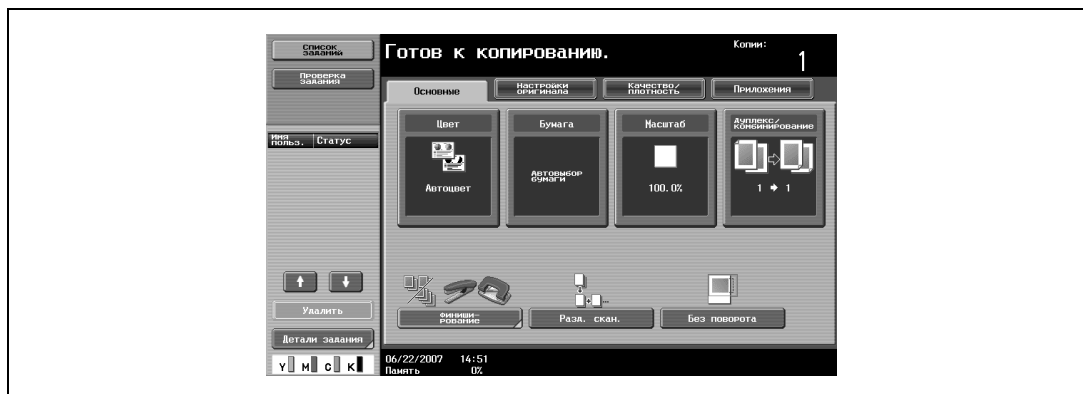 Список
заданий
Проверка
задания
Имя
польз.
Статус
Удалить
Детали задания
Y M C K
Готов к копированию.
Копии:
1
Основные
Настройки
оригинала
Качество/
плотность
Приложения
Цвет
Автоцвет
Бумага
Автовыбор
бумаги
Масштаб
100.0%
Дуплекс/
комбинирование
1 ➔ 1
Финиши-
рование
Разд. скан.
Без поворота
06/22/2007 14:51
Память 0%